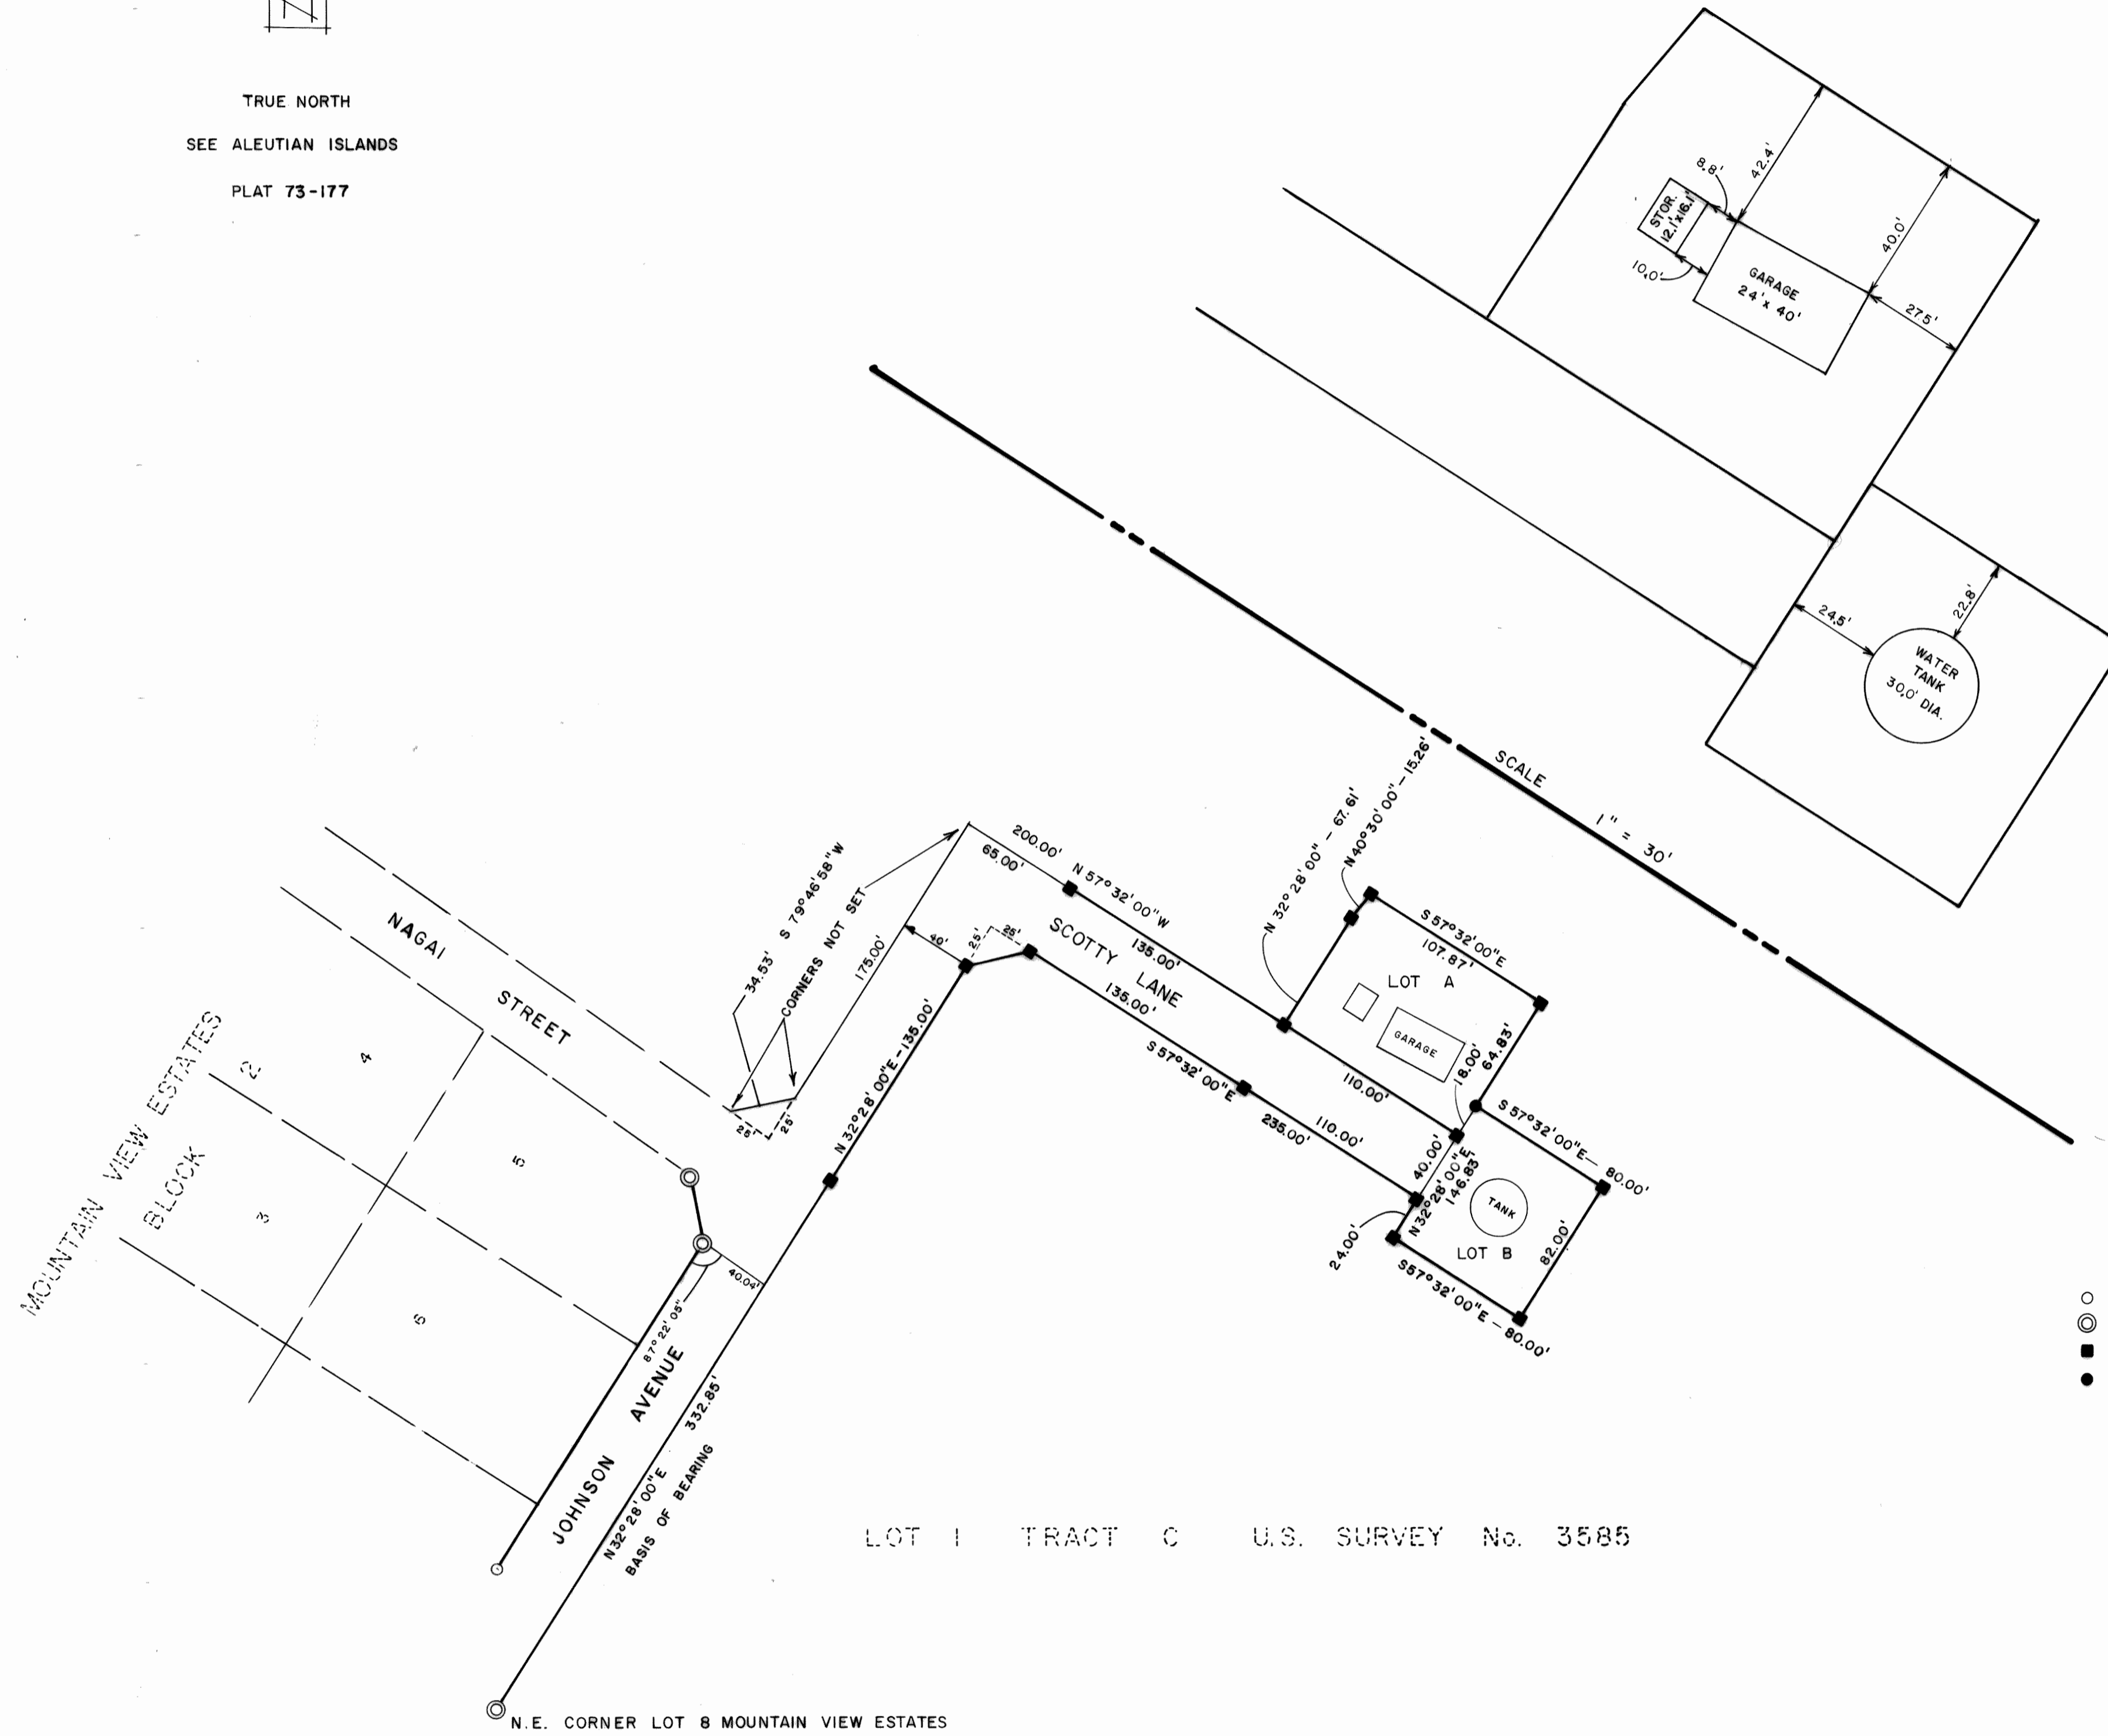 N
TRUE NORTH
SEE ALEUTIAN ISLANDS
PLAT 73-177
8.8'
42.4'
STOR.
12.1'x16.1'
10.0'
40.0'
GARAGE
24'x 40'
27.5'
24.5'
22.8'
WATER
TANK
30.0' DIA.
SCALE 1" = 30'
N 32°28'00" - 67.61'
N 40°30'00" - 15.26'
200.00' N 57°32'00"W
65.00'
34.53' S 79°46'58"W
CORNERS NOT SET
175.00'
40'
25'
25'
SCOTTY LANE
135.00'
135.00'
S 57°32'00"E
107.87'
LOT A
GARAGE
18.00'
64.83'
S 57°32'00"E
235.00'
110.00'
110.00'
S 57°32'00"E - 80.00'
40.00'
N 32°28'00"E
146.83'
TANK
LOT B
82.00'
24.00'
S 57°32'00"E - 80.00'
NAGAI STREET
25'
25'
N 32°28'00"E - 135.00'
MOUNTAIN VIEW ESTATES
BLOCK 2
4
5
3
6
40.04'
87°22'05"
JOHNSON AVENUE
N32°28'00"E 332.85'
BASIS OF BEARING
LOT 1 TRACT C U.S. SURVEY No. 3585
N.E. CORNER LOT 8 MOUNTAIN VIEW ESTATES